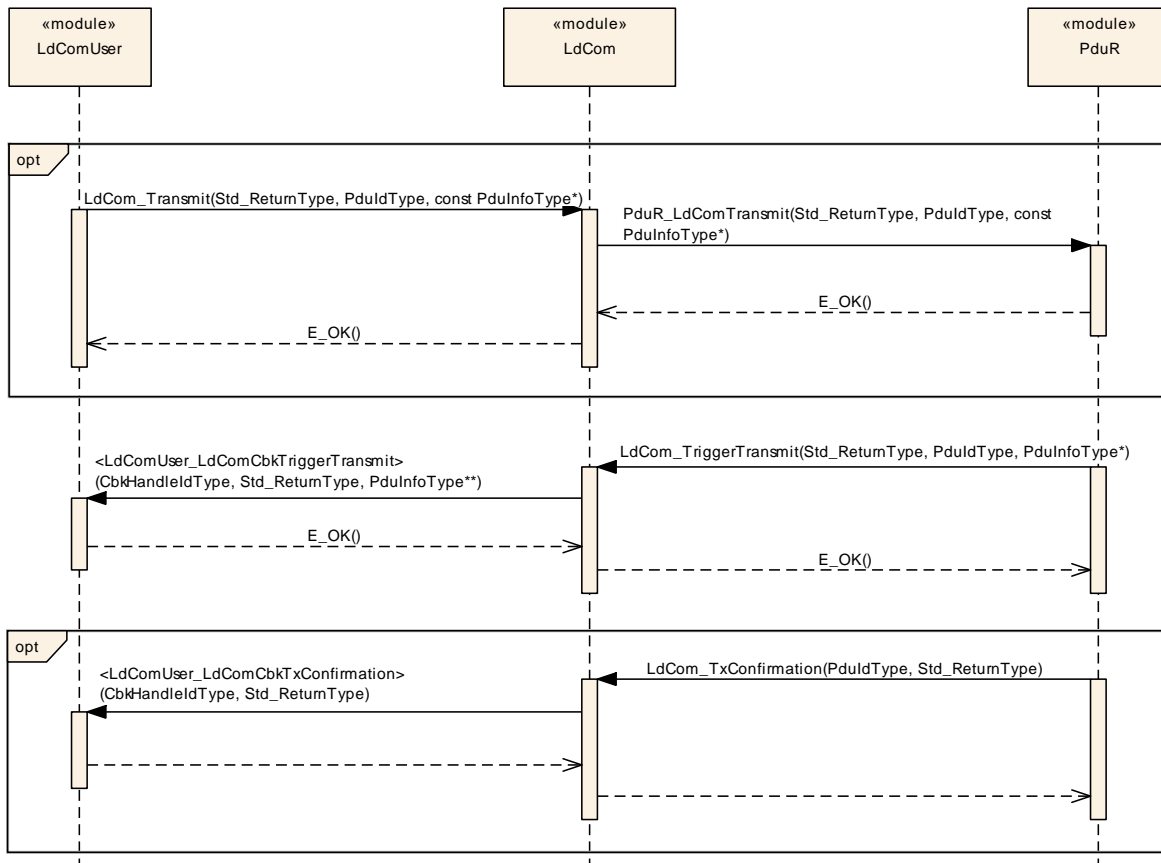 «module»
LdComUser
«module»
LdCom
«module»
PduR
opt
LdCom_Transmit(Std_ReturnType, PduIdType, const PduInfoType*)
PduR_LdComTransmit(Std_ReturnType, PduIdType, const
PduInfoType*)
E_OK()
E_OK()
LdCom_TriggerTransmit(Std_ReturnType, PduIdType, PduInfoType*)
<LdComUser_LdComCbkTriggerTransmit>
(CbkHandleIdType, Std_ReturnType, PduInfoType**)
E_OK()
E_OK()
opt
LdCom_TxConfirmation(PduIdType, Std_ReturnType)
<LdComUser_LdComCbkTxConfirmation>
(CbkHandleIdType, Std_ReturnType)